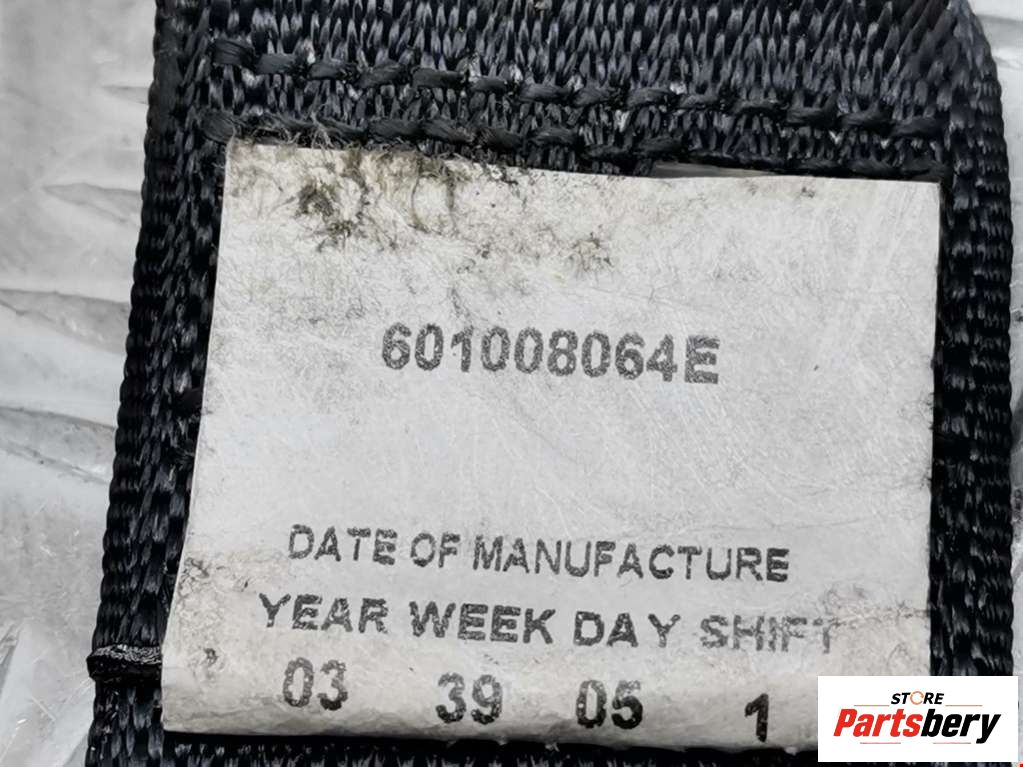 601008064E
DATE OF MANUFACTURE
YEAR WEEK DAY SHIFT
03 39 05 1
STORE
Partsbery